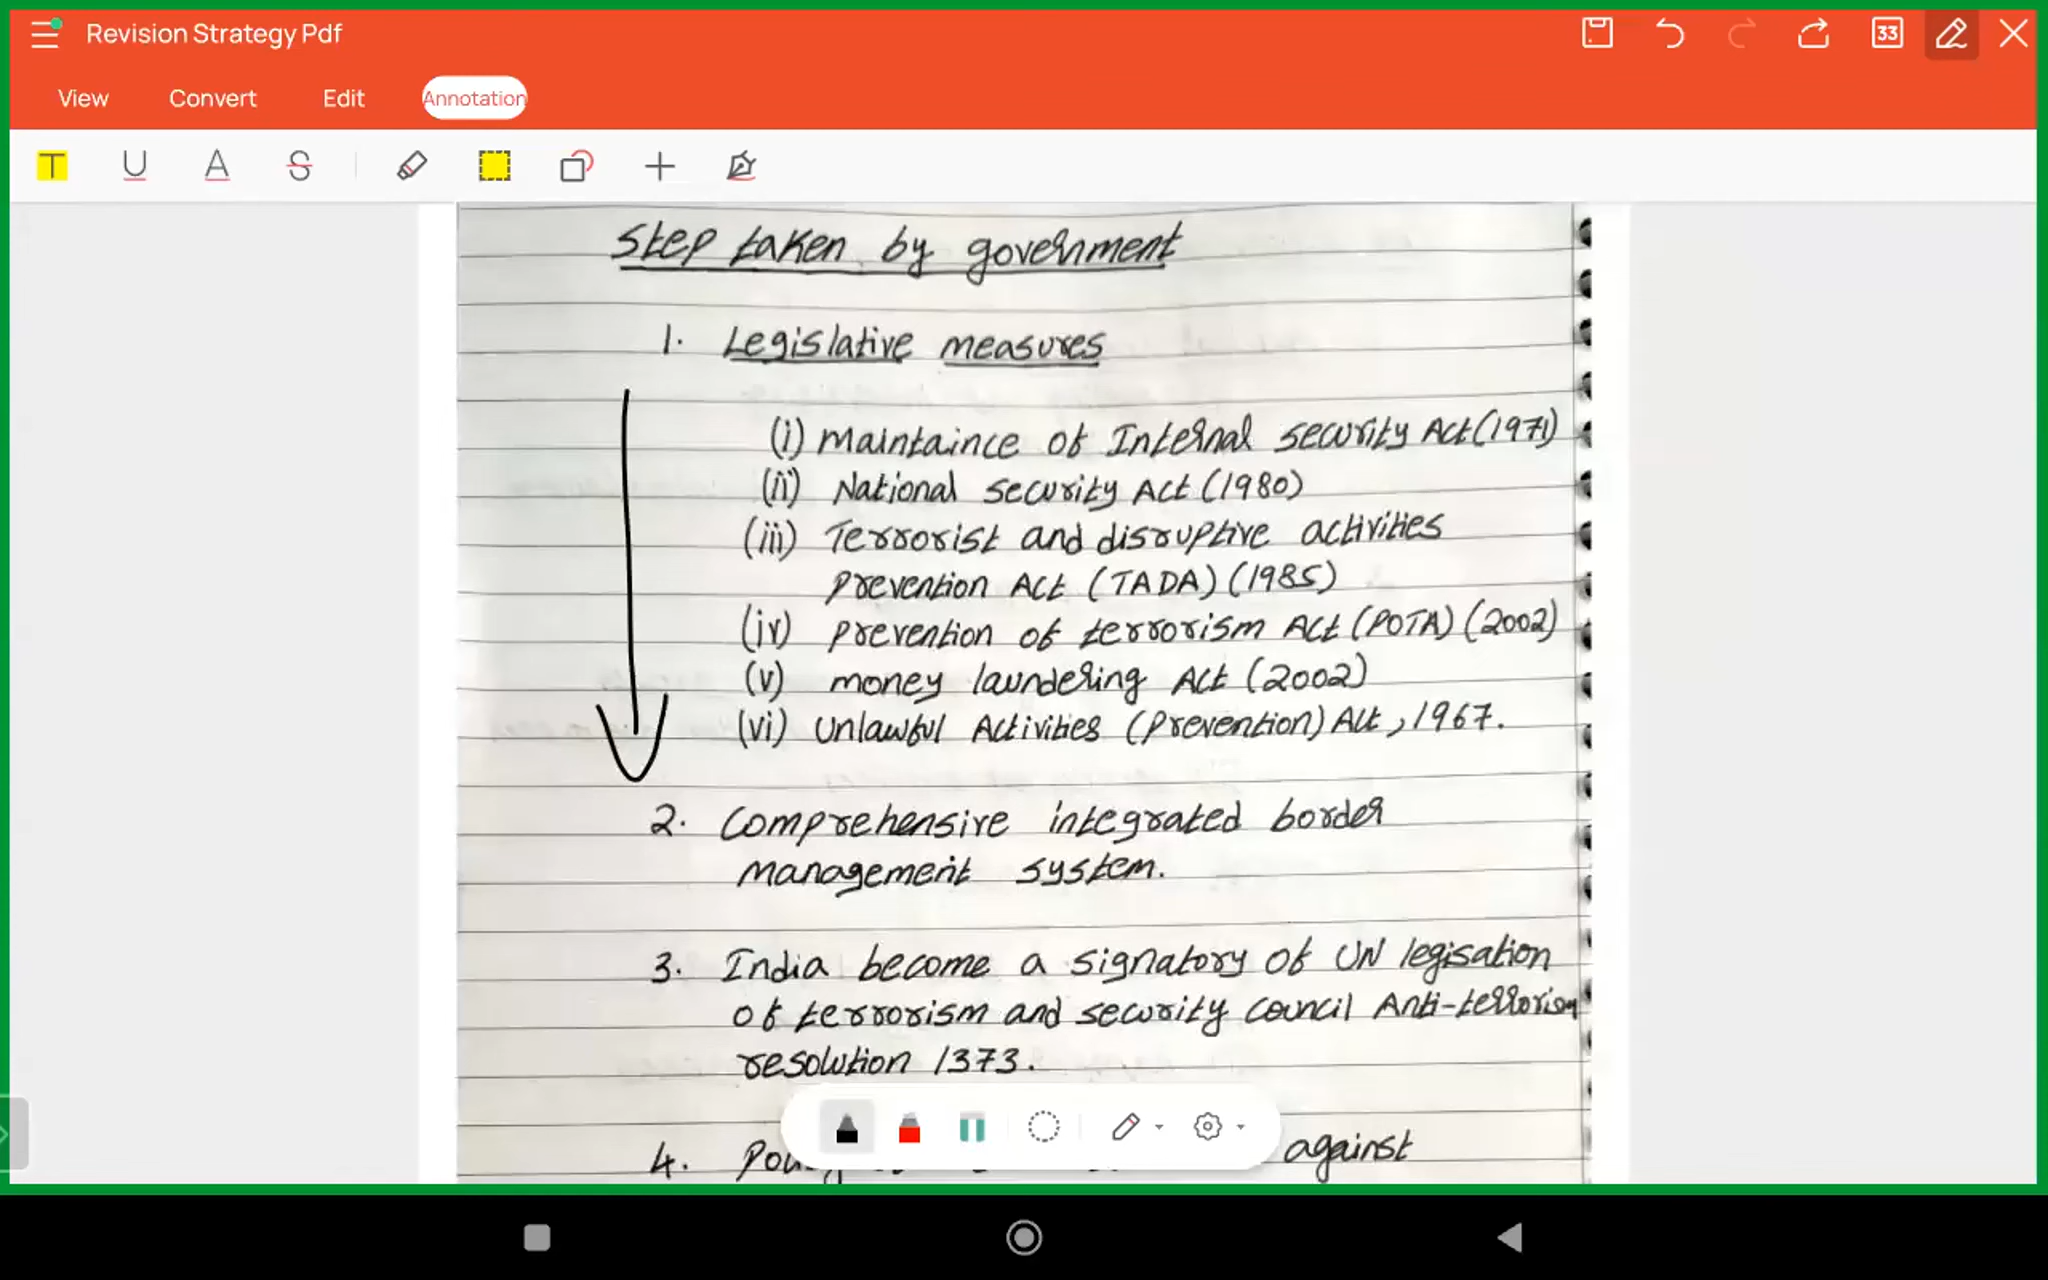 Revision Strategy Pdf
33
View Convert Edit Annotation
T U A S
Step taken by government
1. Legislative measures
(i) Maintaince of Internal Security Act (1971)
(ii) National Security Act (1980)
(iii) Terrorist and disruptive activities
prevention Act (TADA) (1985)
(iv) prevention of terrorism Act (POTA) (2002)
(v) money laundering Act (2002)
(vi) Unlawful Activities (prevention) Act, 1967.
2. Comprehensive integrated border
management system.
3. India become a signatory of UN legisation
of terrorism and security council Anti-terrorism
resolution 1373.
4. against